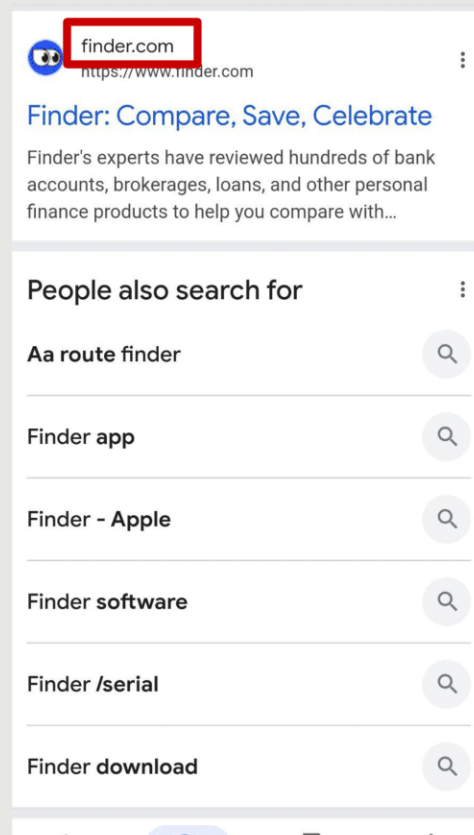 finder.com
https://www.finder.com
Finder: Compare, Save, Celebrate
Finder's experts have reviewed hundreds of bank
accounts, brokerages, loans, and other personal
finance products to help you compare with...
People also search for
Aa route finder
Finder app
Finder - Apple
Finder software
Finder /serial
Finder download